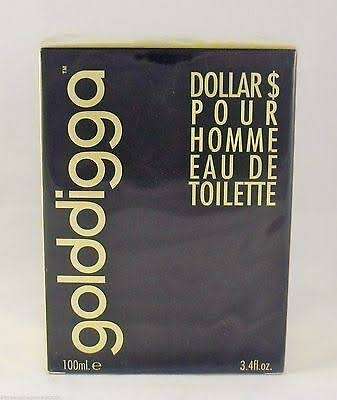 golddigga™
DOLLAR $
POUR
HOMME
EAU DE
TOILETTE
100ml. e
3.4fl.oz.